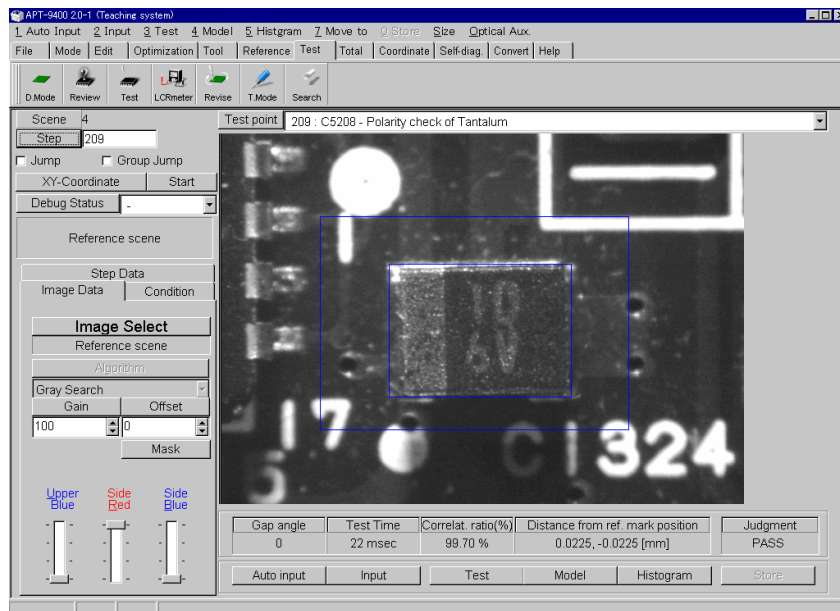 APT-9400 2.0-1 (Teaching system)
1 Auto Input 2 Input 3 Test 4 Model 5 Histgram 7 Move to 0 Store Size Optical Aux.
File Mode Edit Optimization Tool Reference Test Total Coordinate Self-diag. Convert Help
D.Mode Review Test LCRmeter Revise T.Mode Search
Scene 4
Step 209
Jump Group Jump
XY-Coordinate Start
Debug Status -
Reference scene
Step Data
Image Data Condition
Image Select
Reference scene
Algorithm
Gray Search
Gain Offset
100 0
Mask
Upper Blue Side Red Side Blue
Test point 209 : C5208 - Polarity check of Tantalum
10
6V
17
C1324
5
Gap angle Test Time Correlat. ratio(%) Distance from ref. mark position Judgment
0 22 msec 99.70 % 0.0225, -0.0225 [mm] PASS
Auto input Input Test Model Histogram Store